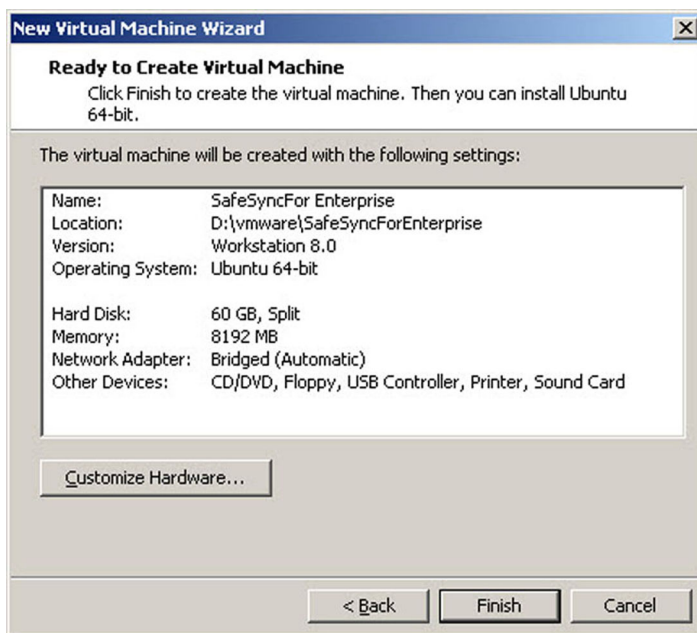 New Virtual Machine Wizard
Ready to Create Virtual Machine
Click Finish to create the virtual machine. Then you can install Ubuntu
64-bit.
The virtual machine will be created with the following settings:
Name: SafeSyncFor Enterprise
Location: D:\vmware\SafeSyncForEnterprise
Version: Workstation 8.0
Operating System: Ubuntu 64-bit
Hard Disk: 60 GB, Split
Memory: 8192 MB
Network Adapter: Bridged (Automatic)
Other Devices: CD/DVD, Floppy, USB Controller, Printer, Sound Card
Customize Hardware...
< Back Finish Cancel